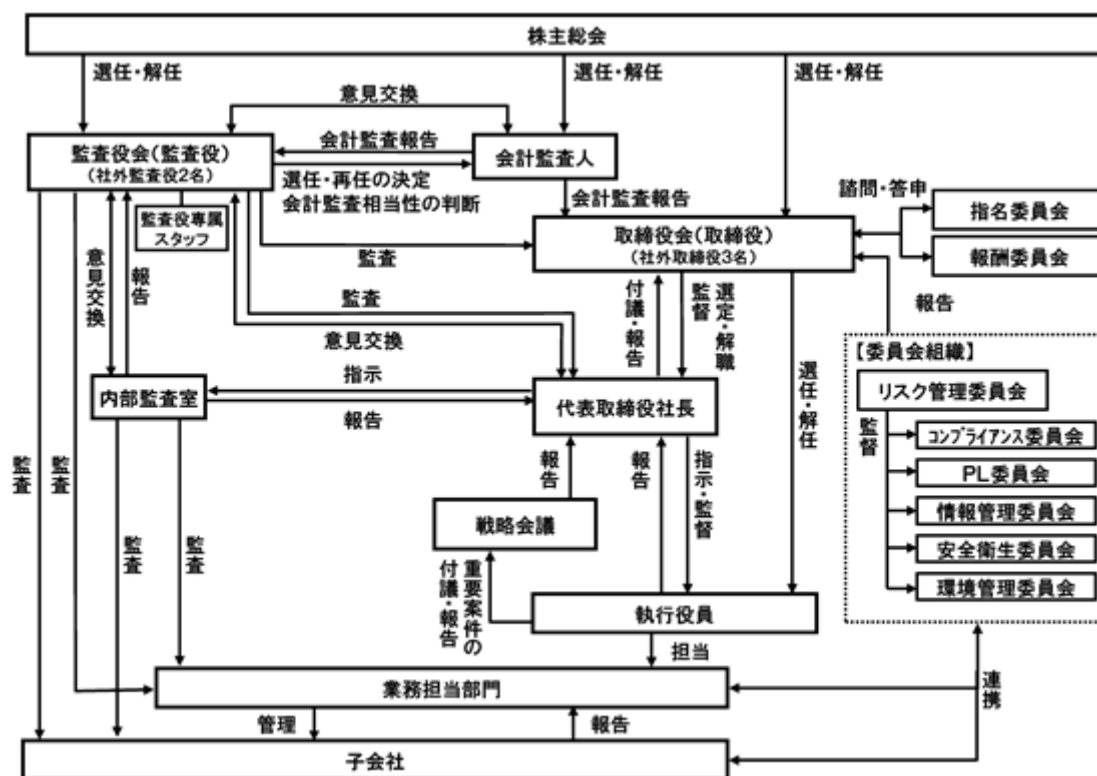 株主総会
選任・解任
選任・解任
選任・解任
意見交換
会計監査報告
監査役会(監査役)
(社外監査役2名)
会計監査人
選任・再任の決定
会計監査相当性の判断
会計監査報告
諮問・答申
指名委員会
報酬委員会
監査役専属
スタッフ
取締役会(取締役)
(社外取締役3名)
監査
意見交換
報告
監査
意見交換
付議・報告
監督
選定・解職
選任・解任
報告
【委員会組織】
リスク管理委員会
監督
コンプライアンス委員会
PL委員会
情報管理委員会
安全衛生委員会
環境管理委員会
指示
内部監査室
報告
代表取締役社長
監査
監査
監査
監査
報告
報告
指示・監督
戦略会議
重要案件の
付議・報告
執行役員
担当
業務担当部門
連携
管理
報告
子会社